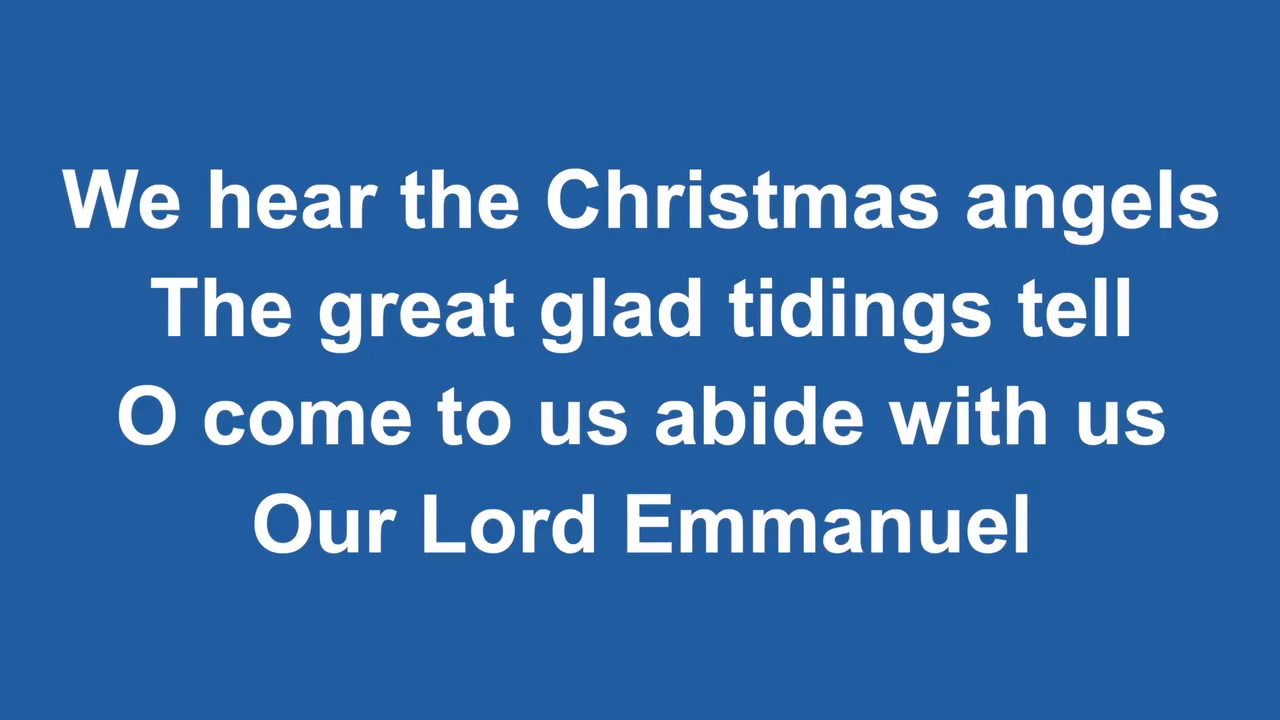 We hear the Christmas angels
The great glad tidings tell
O come to us abide with us
Our Lord Emmanuel